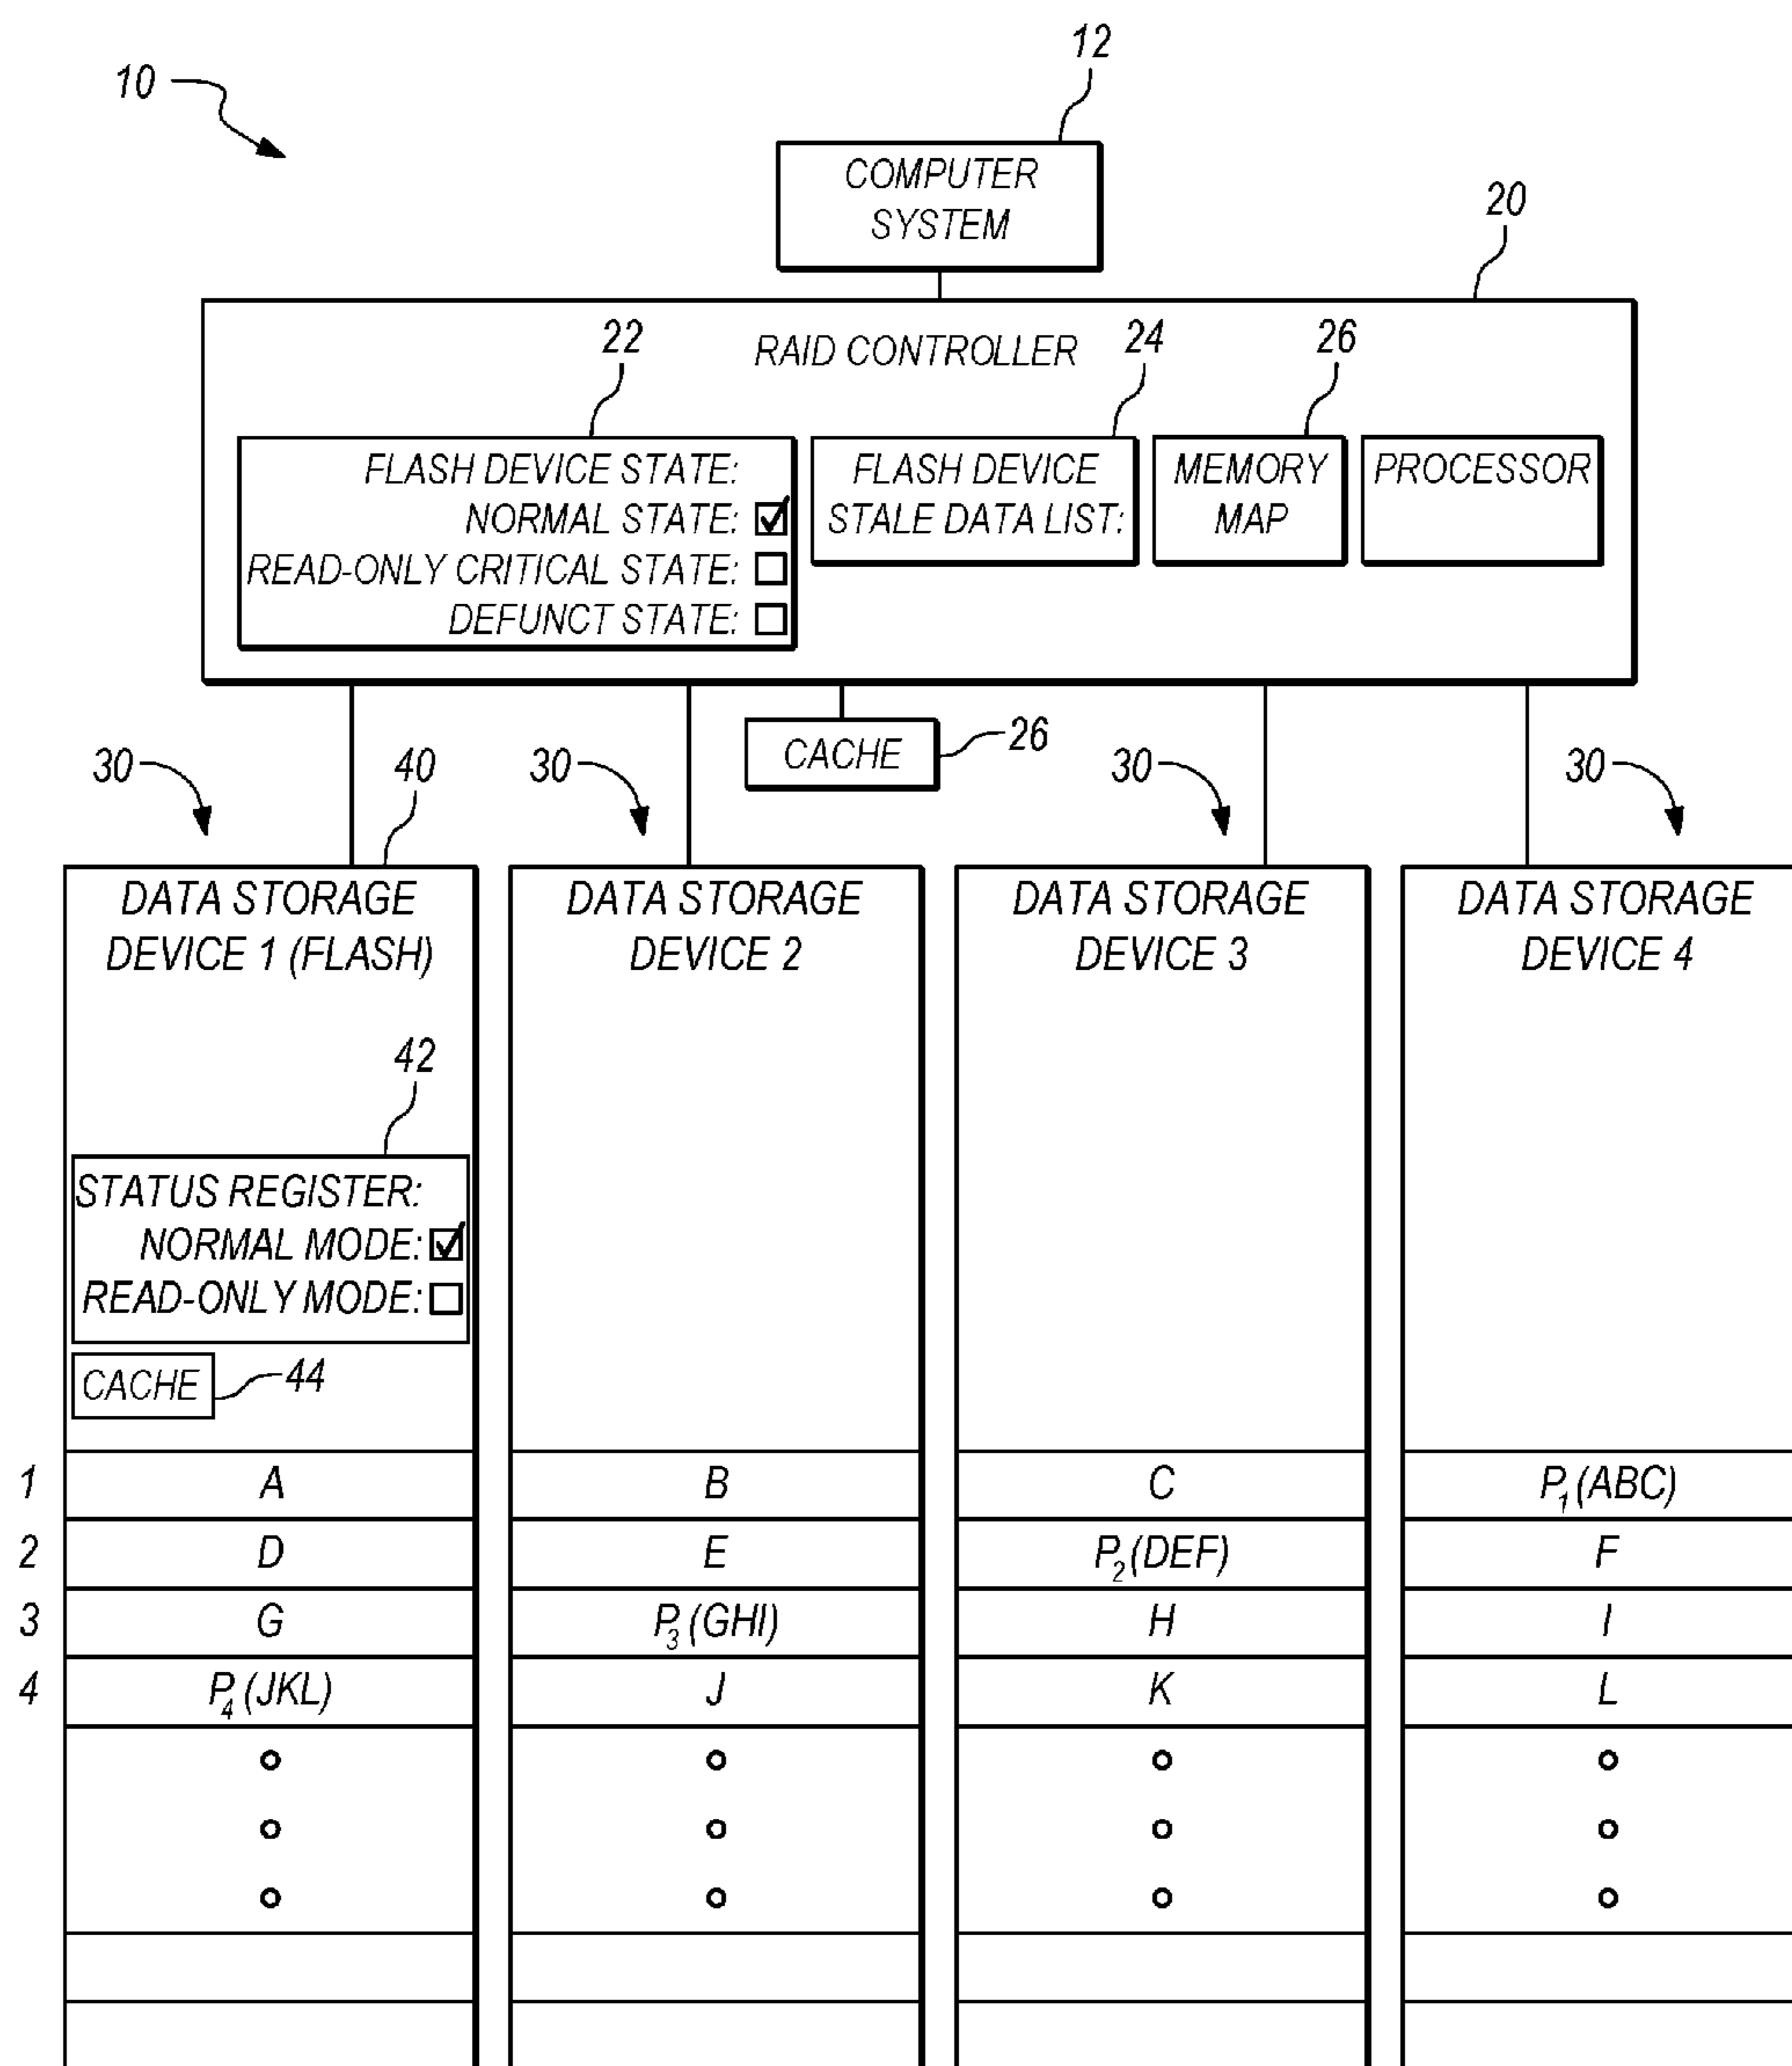 10
12
COMPUTER
SYSTEM
20
22
RAID CONTROLLER
24
26
FLASH DEVICE STATE:
NORMAL STATE:
READ-ONLY CRITICAL STATE:
DEFUNCT STATE:
FLASH DEVICE
STALE DATA LIST:
MEMORY
MAP
PROCESSOR
CACHE
26
30
40
30
30
30
DATA STORAGE
DEVICE 1 (FLASH)
DATA STORAGE
DEVICE 2
DATA STORAGE
DEVICE 3
DATA STORAGE
DEVICE 4
42
STATUS REGISTER:
NORMAL MODE:
READ-ONLY MODE:
CACHE
44
1 A B C P1(ABC)
2 D E P2(DEF) F
3 G P3(GHI) H I
4 P4(JKL) J K L